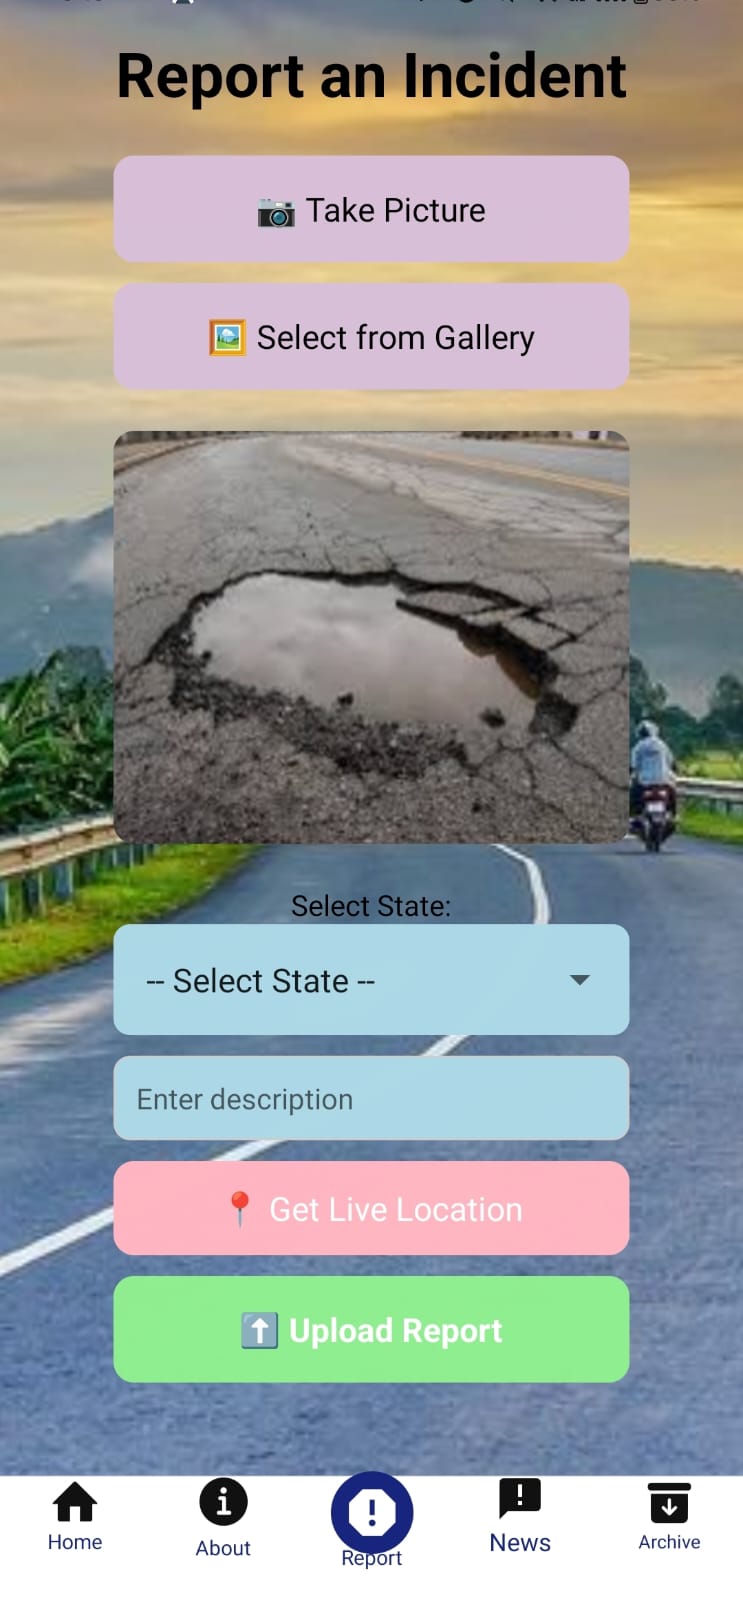 Report an Incident
📷 Take Picture
🖼️ Select from Gallery
Select State:
-- Select State --
Enter description
📍 Get Live Location
⬆️ Upload Report
Home
About
Report
News
Archive